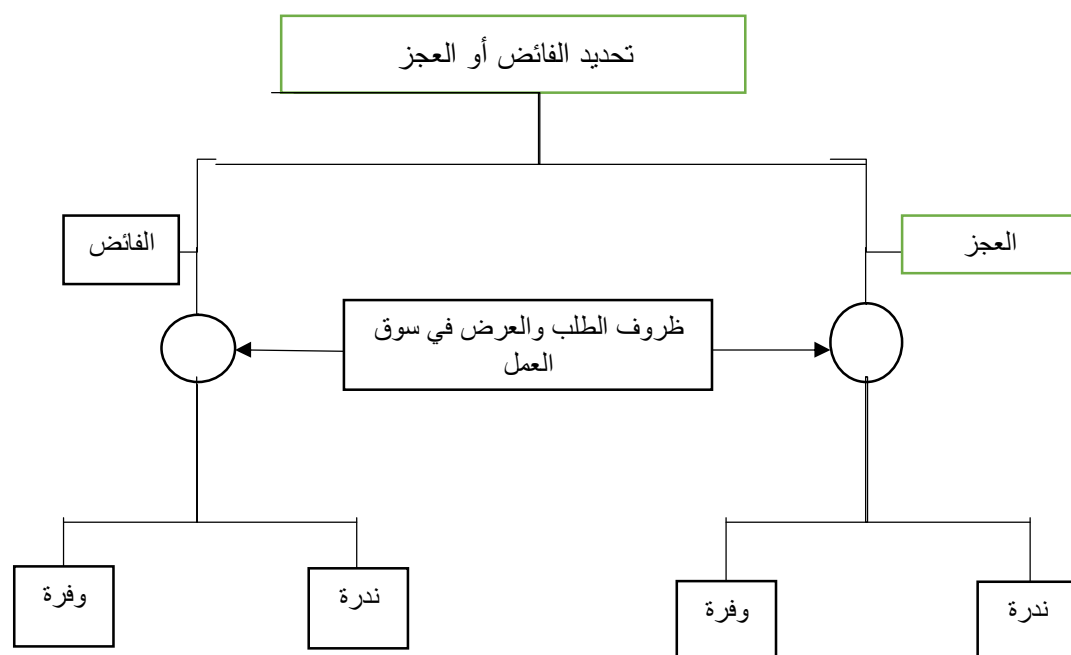 تحديد الفائض أو العجز
العجز
الفائض
ظروف الطلب والعرض في سوق
العمل
ندرة
وفرة
ندرة
وفرة